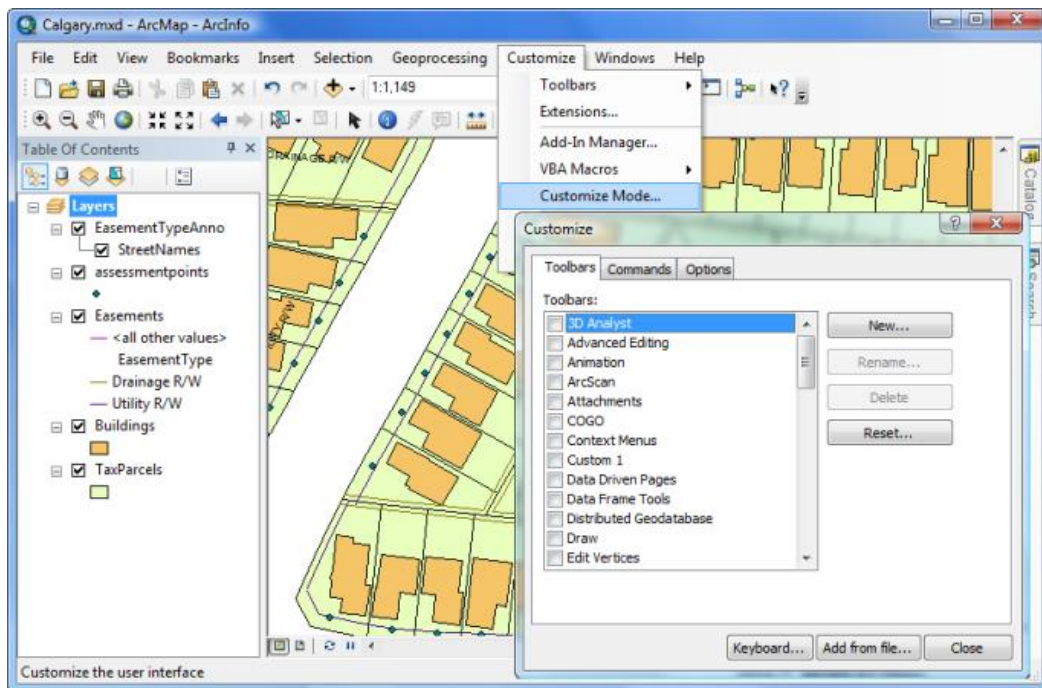 Calgary.mxd - ArcMap - ArcInfo
File Edit View Bookmarks Insert Selection Geoprocessing Customize Windows Help
1:1,149
Toolbars
Extensions...
Add-In Manager...
VBA Macros
Customize Mode...
Table Of Contents
Layers
EasementTypeAnno
StreetNames
assessmentpoints
Easements
<all other values>
EasementType
Drainage R/W
Utility R/W
Buildings
TaxParcels
Catalog
Search
Customize
Toolbars Commands Options
Toolbars:
3D Analyst
Advanced Editing
Animation
ArcScan
Attachments
COGO
Context Menus
Custom 1
Data Driven Pages
Data Frame Tools
Distributed Geodatabase
Draw
Edit Vertices
New...
Rename...
Delete
Reset...
Keyboard... Add from file... Close
Customize the user interface